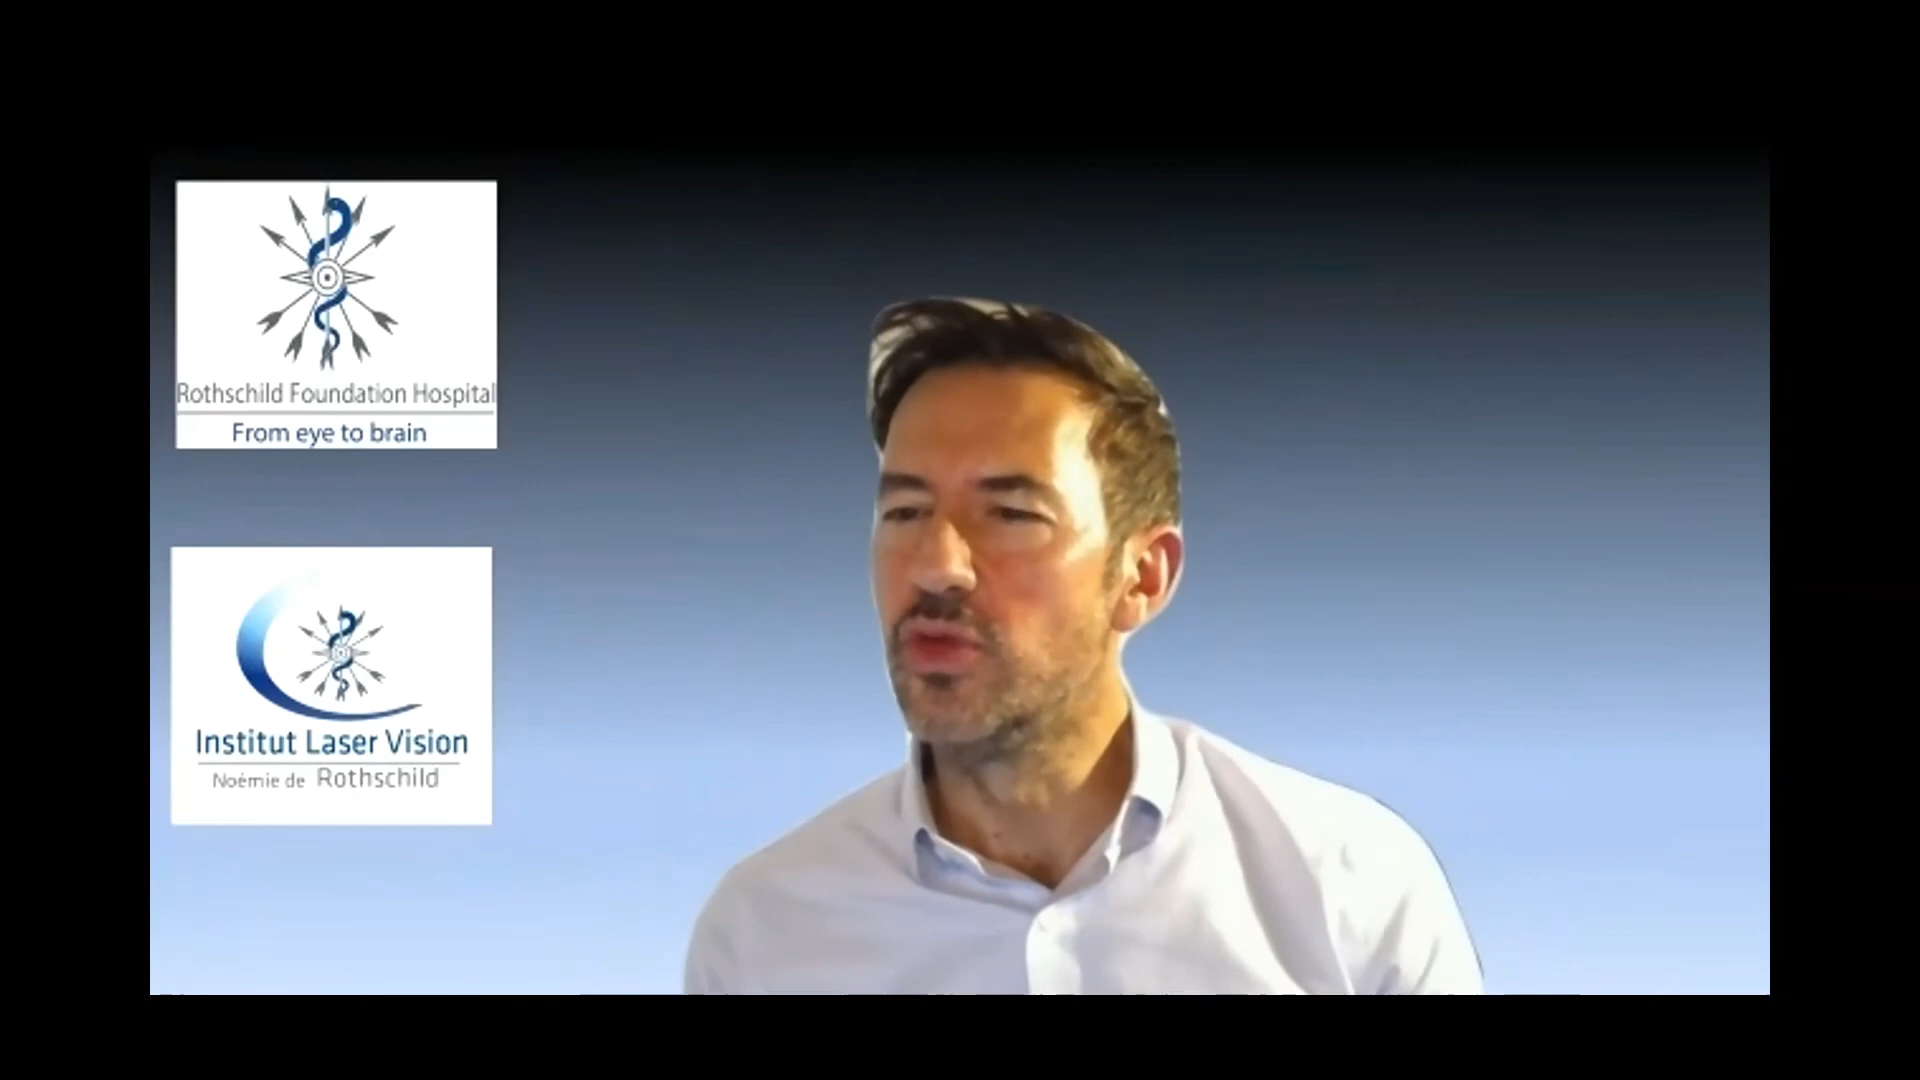 Rothschild Foundation Hospital
From eye to brain
Institut Laser Vision
Noémie de Rothschild